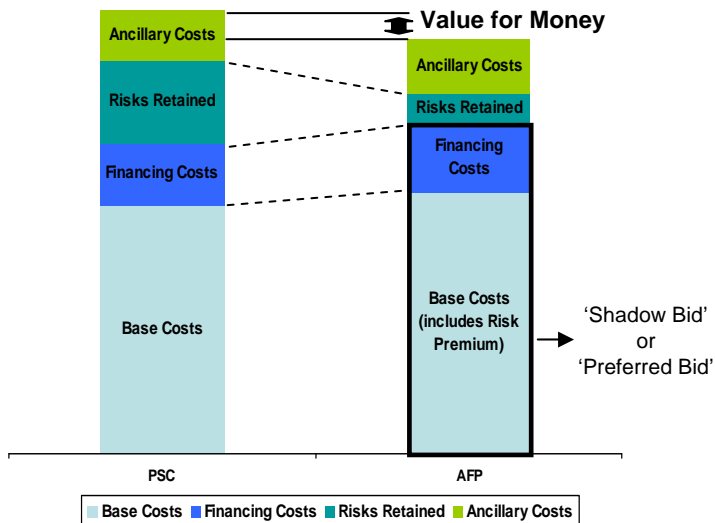 Value for Money
Ancillary Costs
Risks Retained
Financing Costs
Base Costs
Ancillary Costs
Risks Retained
Financing
Costs
Base Costs
(includes Risk
Premium)
‘Shadow Bid’
or
‘Preferred Bid’
PSC
AFP
Base Costs
Financing Costs
Risks Retained
Ancillary Costs